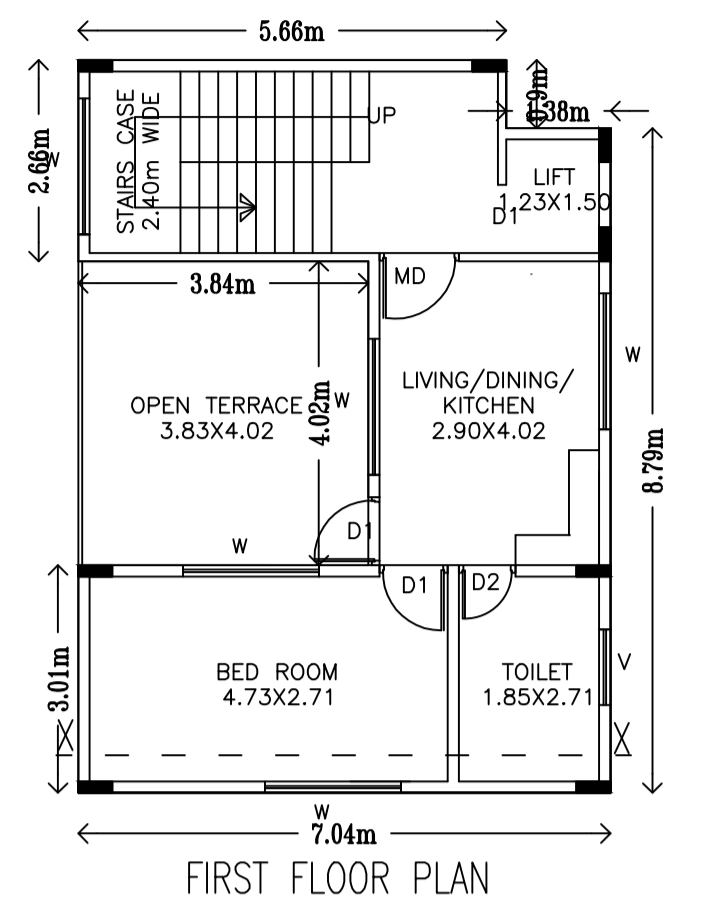 5.66m
0.9m
1.38m
2.66m
W
STAIRS CASE
2.40m WIDE
UP
LIFT
1.23X1.50
D1
MD
3.84m
4.02m
W
OPEN TERRACE
3.83X4.02
LIVING/DINING/
KITCHEN
2.90X4.02
W
8.79m
D1
W
D1
D2
3.01m
BED ROOM
4.73X2.71
TOILET
1.85X2.71
V
X
X
W
7.04m
FIRST FLOOR PLAN